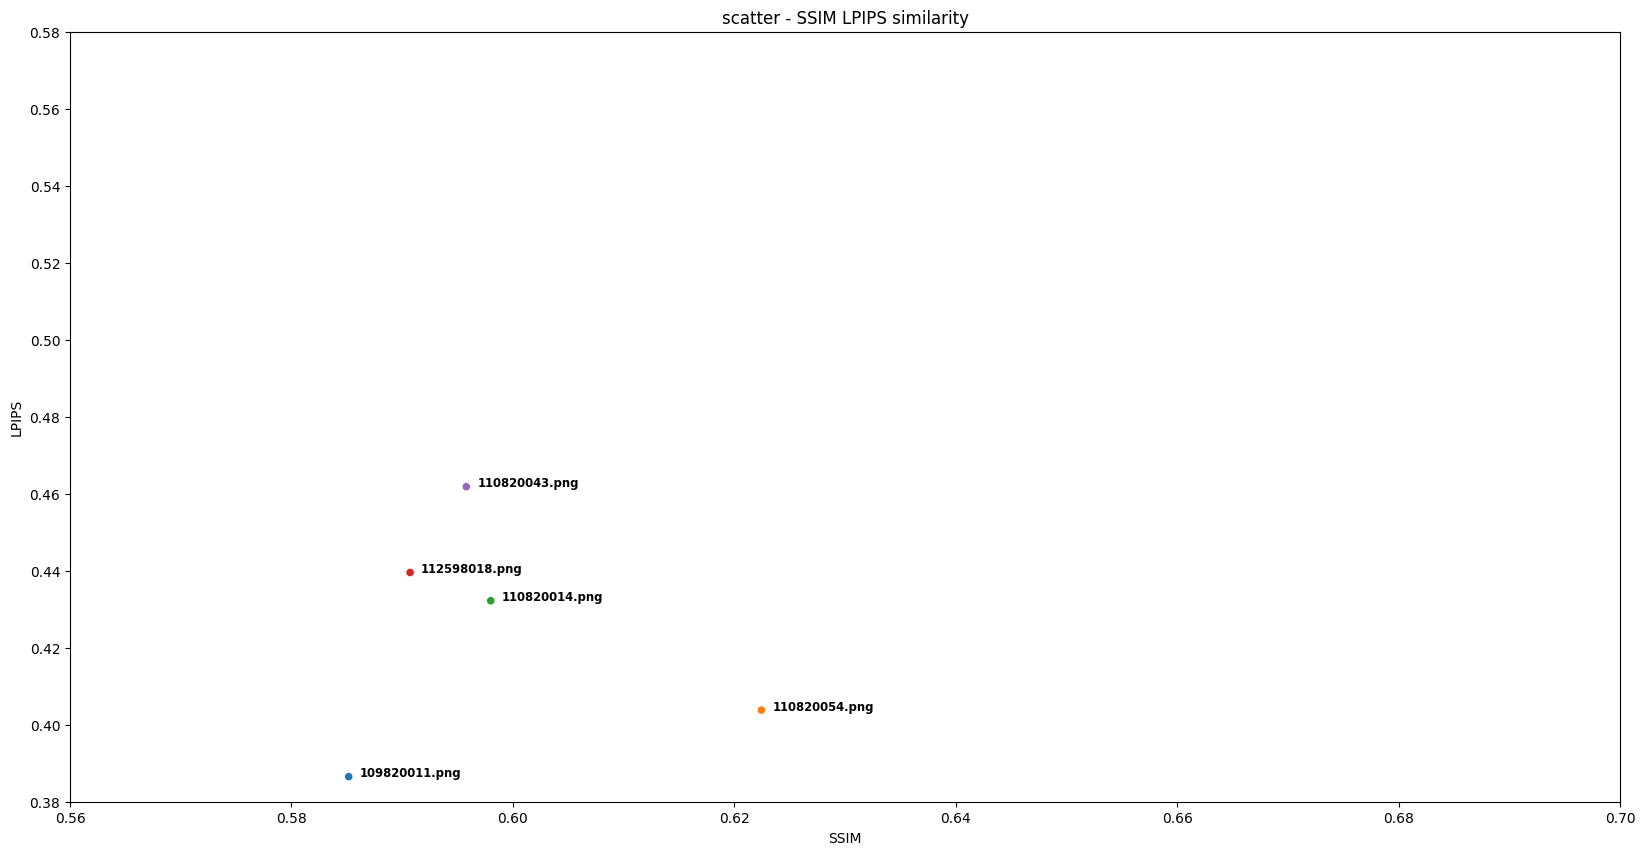 scatter - SSIM LPIPS similarity
0.58
0.56
0.54
0.52
0.50
0.48
0.46
0.44
0.42
0.40
0.38
LPIPS
110820043.png
112598018.png
110820014.png
110820054.png
109820011.png
0.56 0.58 0.60 0.62 0.64 0.66 0.68 0.70
SSIM